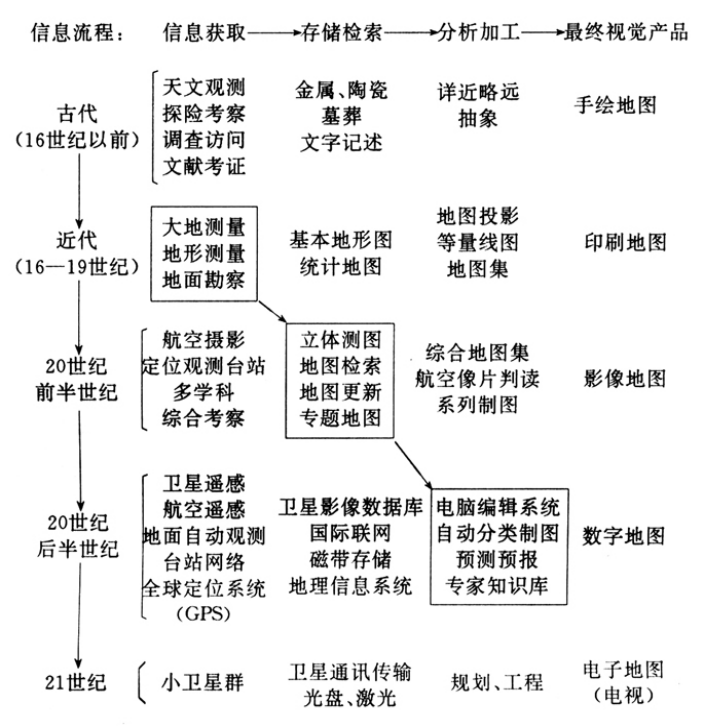 信息流程： 信息获取 存储检索 分析加工 最终视觉产品
古代
(16世纪以前)
天文观测
探险考察
调查访问
文献考证
金属、陶瓷
墓葬
文字记述
详近略远
抽象
手绘地图
近代
(16—19世纪)
大地测量
地形测量
地面勘察
基本地形图
统计地图
地图投影
等量线图
地图集
印刷地图
20世纪
前半世纪
航空摄影
定位观测台站
多学科
综合考察
立体测图
地图检索
地图更新
专题地图
综合地图集
航空像片判读
系列制图
影像地图
20世纪
后半世纪
卫星遥感
航空遥感
地面自动观测
台站网络
全球定位系统
(GPS)
卫星影像数据库
国际联网
磁带存储
地理信息系统
电脑编辑系统
自动分类制图
预测预报
专家知识库
数字地图
21世纪
小卫星群
卫星通讯传输
光盘、激光
规划、工程
电子地图
(电视)